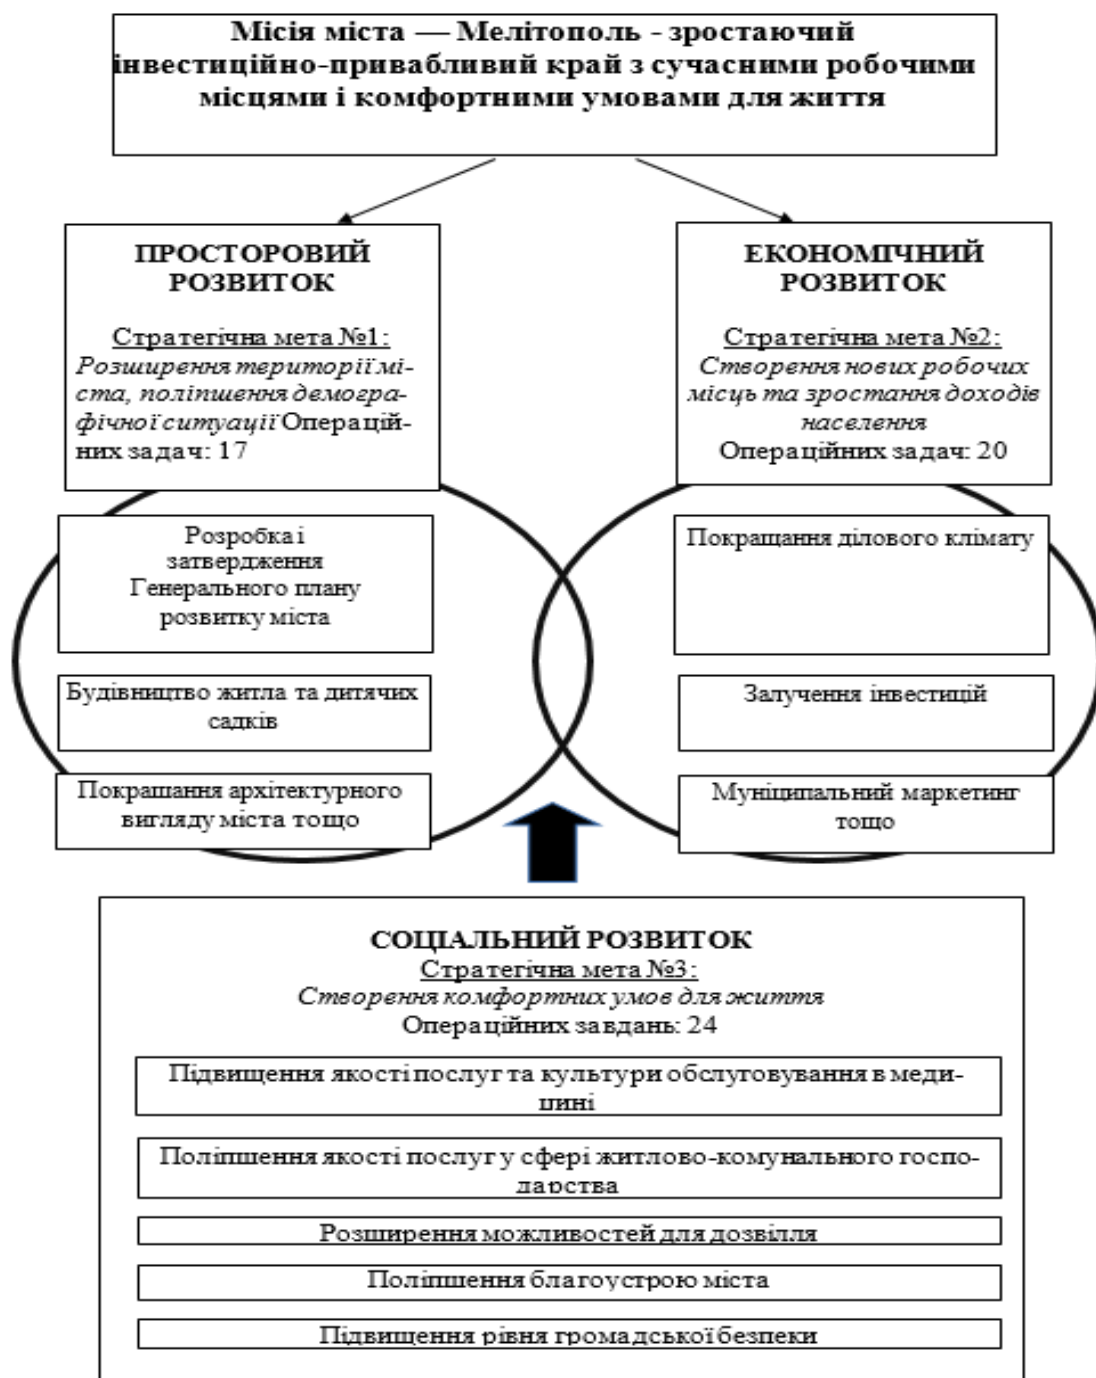 Місія міста — Мелітополь - зростаючий
інвестиційно-привабливий край з сучасними робочими
місцями і комфортними умовами для життя
ПРОСТОРОВИЙ
РОЗВИТОК
Стратегічна мета №1:
Розширення території мі-
ста, поліпшення демогра-
фічної ситуації Операцій-
них задач: 17
ЕКОНОМІЧНИЙ
РОЗВИТОК
Стратегічна мета №2:
Створення нових робочих
місць та зростання доходів
населення
Операційних задач: 20
Розробка і
затвердження
Генерального плану
розвитку міста
Будівництво житла та дитячих
садків
Покращання архітектурного
вигляду міста тощо
Покращання ділового клімату
Залучення інвестицій
Муніципальний маркетинг
тощо
СОЦІАЛЬНИЙ РОЗВИТОК
Стратегічна мета №3:
Створення комфортних умов для життя
Операційних завдань: 24
Підвищення якості послуг та культури обслуговування в меди-
цині
Поліпшення якості послуг у сфері житлово-комунального госпо-
дарства
Розширення можливостей для дозвілля
Поліпшення благоустрою міста
Підвищення рівня громадської безпеки